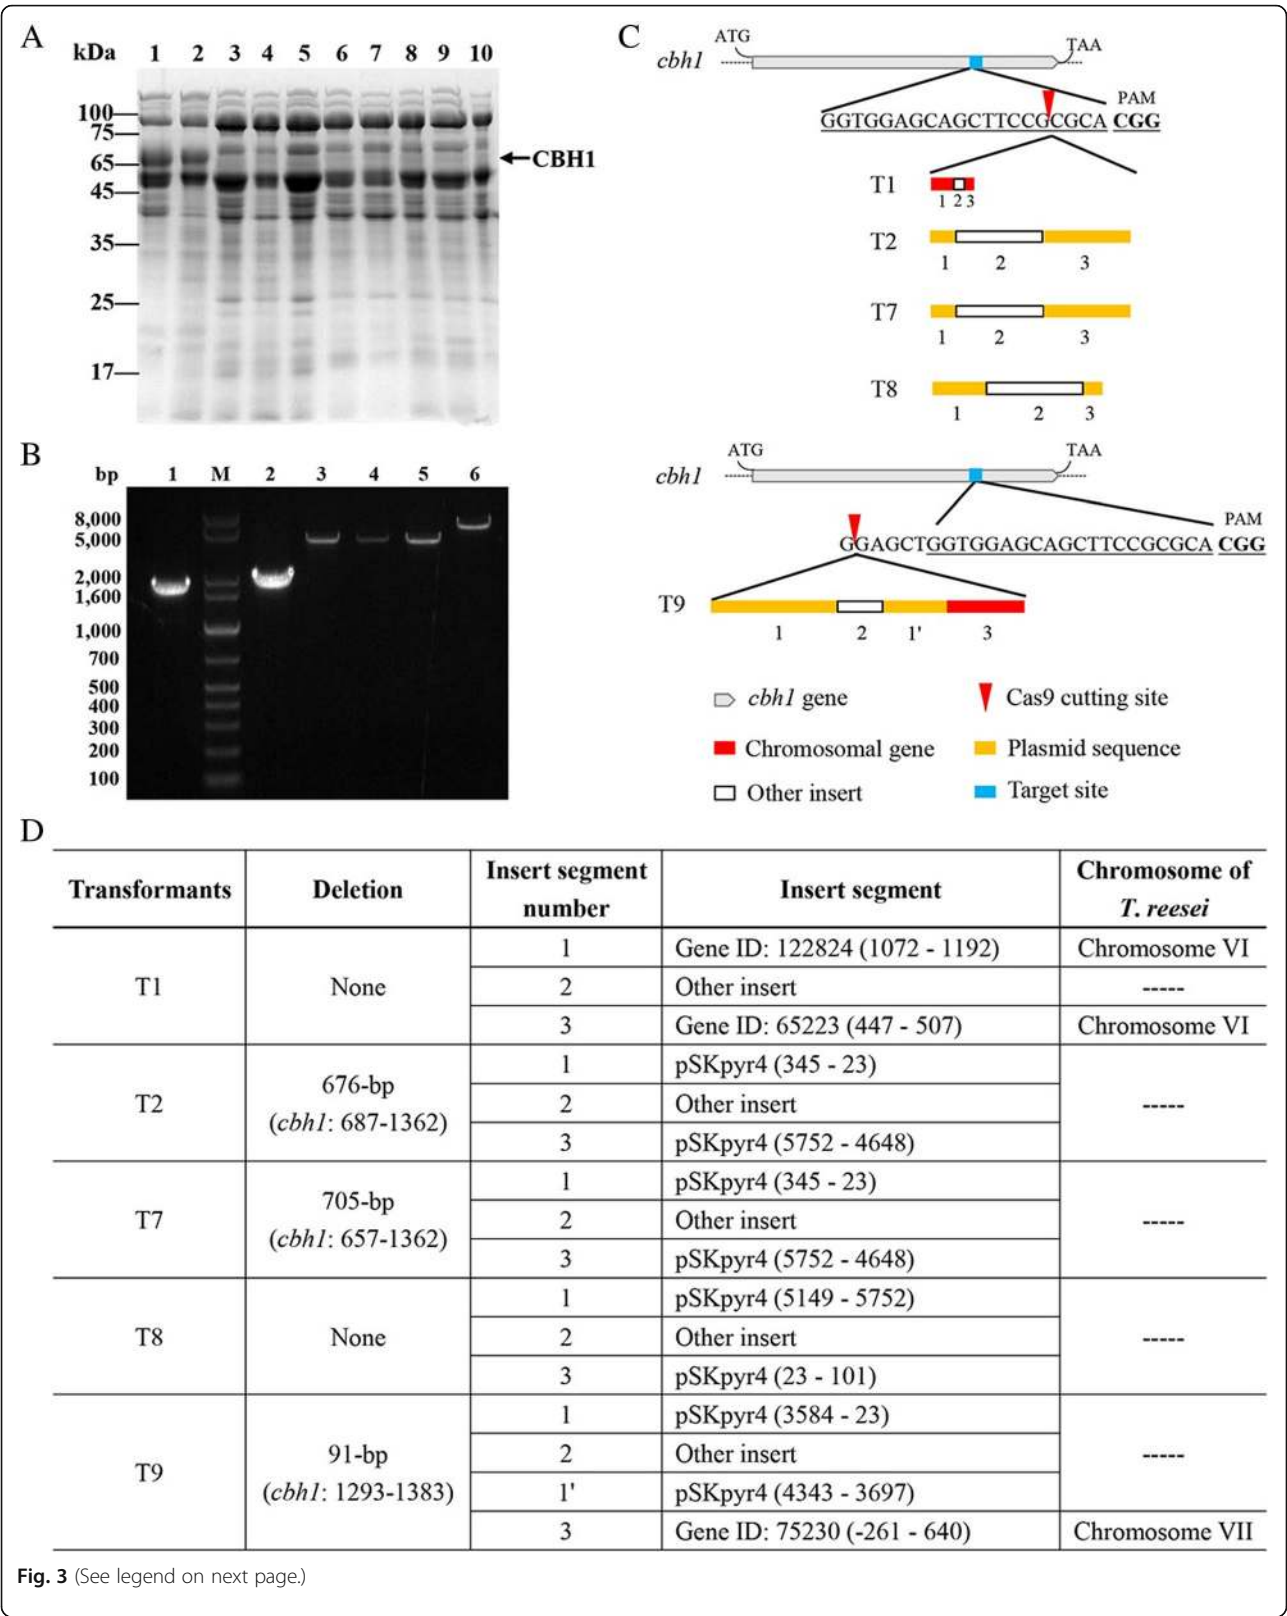 A
kDa 1 2 3 4 5 6 7 8 9 10
100
75
65
45
35
25
17
CBH1
B
bp 1 M 2 3 4 5 6
8,000
5,000
2,000
1,600
1,000
700
500
400
300
200
100
C
ATG
cbh1
TAA
PAM
GGTGGAGCAGCTTCCGCGCA CGG
T1
1 2 3
T2
1 2 3
T7
1 2 3
T8
1 2 3
ATG
cbh1
TAA
PAM
GGAGCTGGTGGAGCAGCTTCCGCGCA CGG
T9
1 2 1' 3
cbh1 gene
Cas9 cutting site
Chromosomal gene
Plasmid sequence
Other insert
Target site
D
Transformants Deletion Insert segment number Insert segment Chromosome of T. reesei
T1 None
1 Gene ID: 122824 (1072 - 1192) Chromosome VI
2 Other insert -----
3 Gene ID: 65223 (447 - 507) Chromosome VI
T2 676-bp (cbh1: 687-1362) -----
1 pSKpyr4 (345 - 23)
2 Other insert
3 pSKpyr4 (5752 - 4648)
T7 705-bp (cbh1: 657-1362) -----
1 pSKpyr4 (345 - 23)
2 Other insert
3 pSKpyr4 (5752 - 4648)
T8 None -----
1 pSKpyr4 (5149 - 5752)
2 Other insert
3 pSKpyr4 (23 - 101)
T9 91-bp (cbh1: 1293-1383) -----
1 pSKpyr4 (3584 - 23)
2 Other insert
1' pSKpyr4 (4343 - 3697)
3 Gene ID: 75230 (-261 - 640) Chromosome VII
Fig. 3 (See legend on next page.)